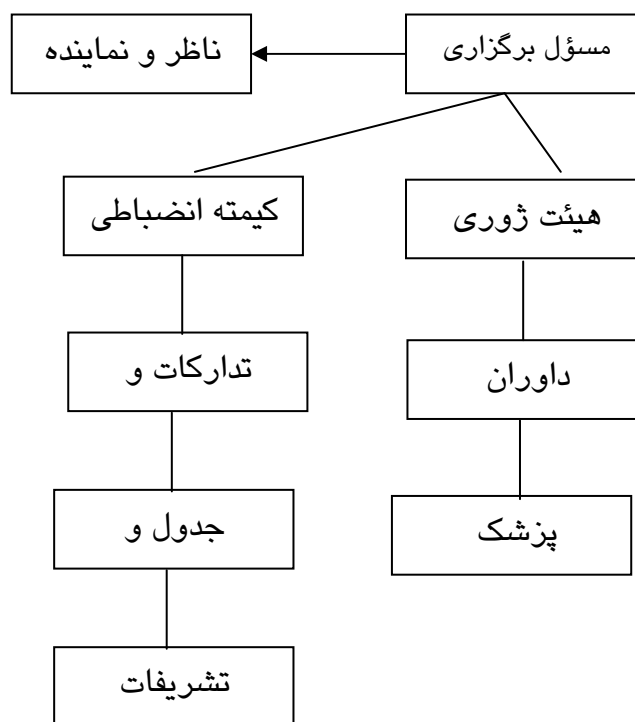 مسؤل برگزاری
ناظر و نماینده
هیئت ژوری
کیمته انضباطی
داوران
تدارکات و
پزشک
جدول و
تشریفات